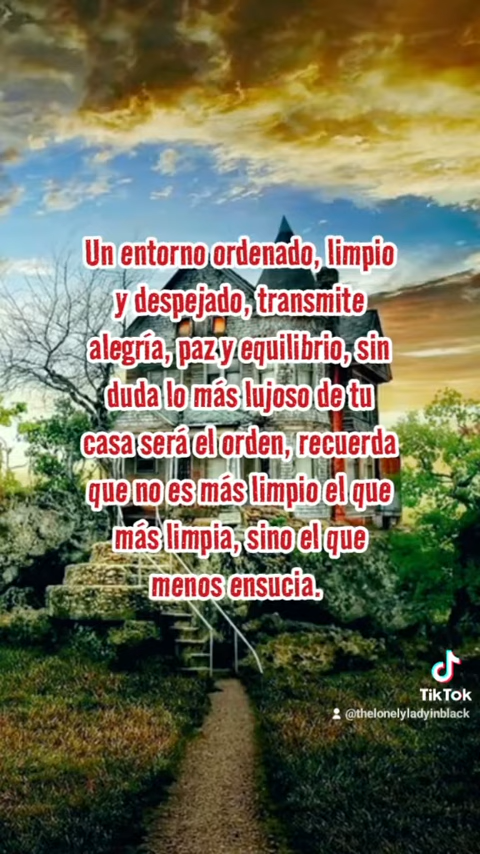 Un entorno ordenado, limpio
y despejado, transmite
alegría, paz y equilibrio, sin
duda lo más lujoso de tu
casa será el orden, recuerda
que no es más limpio el que
más limpia, sino el que
menos ensucia.
TikTok
@thelonelyladyinblack